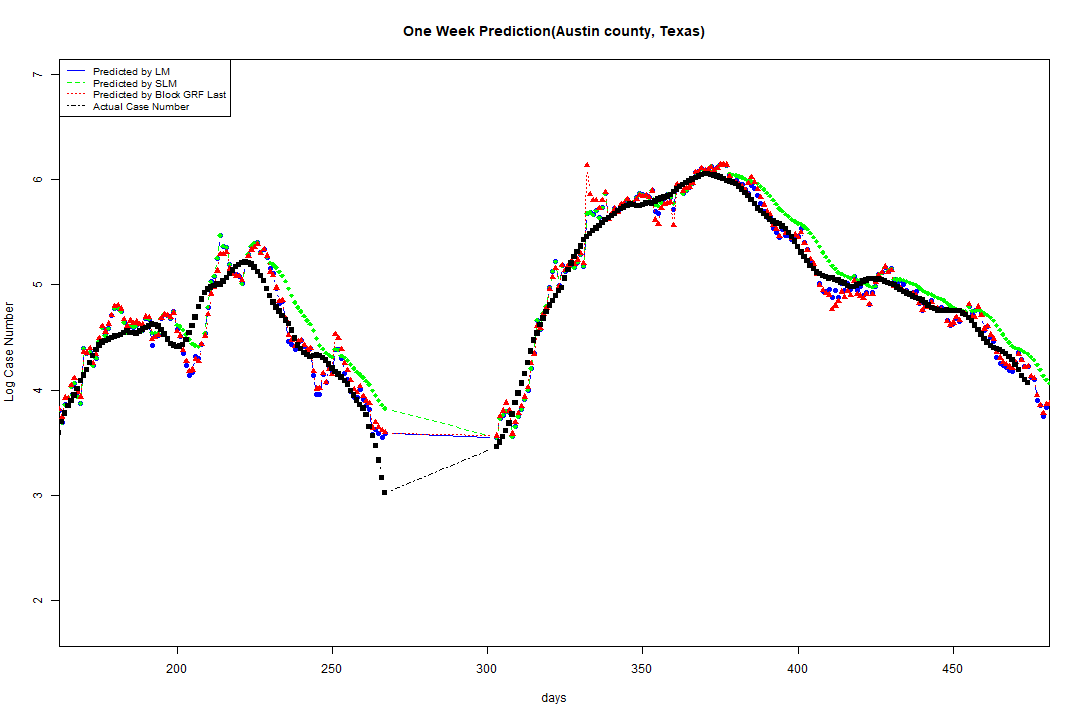 One Week Prediction(Austin county, Texas)
Predicted by LM
Predicted by SLM
Predicted by Block GRF Last
Actual Case Number
7
6
5
4
3
2
Log Case Number
200 250 300 350 400 450
days